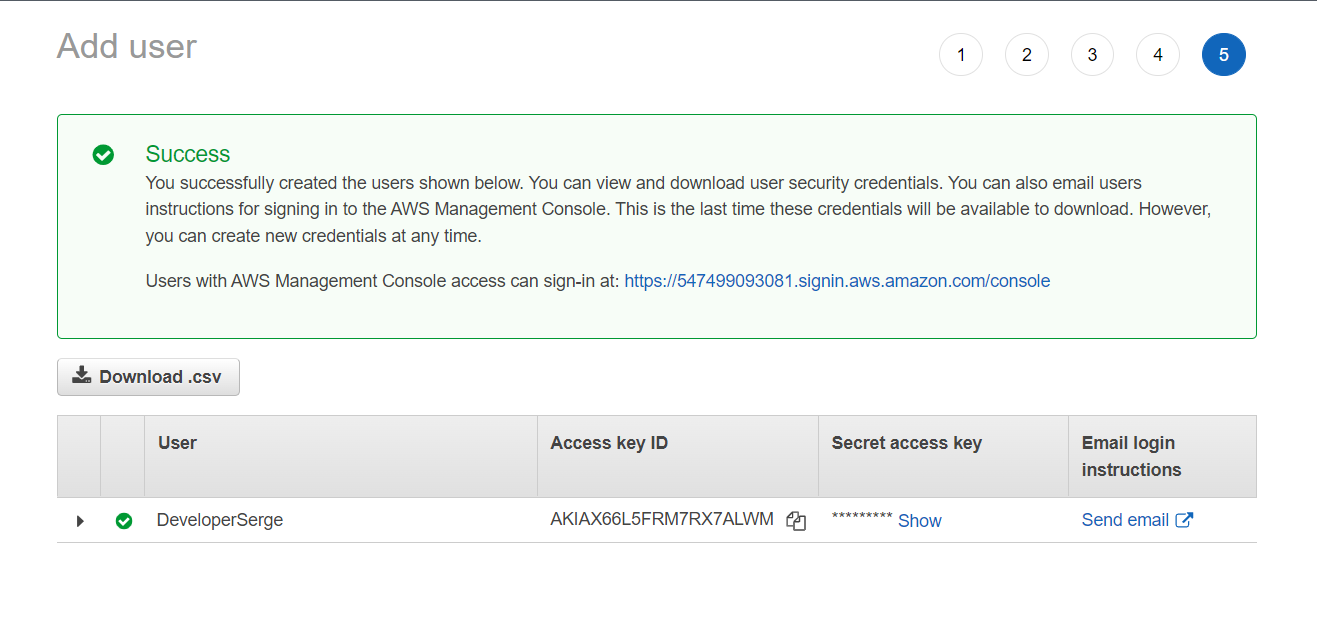 Add user
1 2 3 4 5
Success
You successfully created the users shown below. You can view and download user security credentials. You can also email users
instructions for signing in to the AWS Management Console. This is the last time these credentials will be available to download. However,
you can create new credentials at any time.
Users with AWS Management Console access can sign-in at: https://547499093081.signin.aws.amazon.com/console
Download .csv
User Access key ID Secret access key Email login
instructions
DeveloperSerge AKIAX66L5FRM7RX7ALWM ********* Show Send email